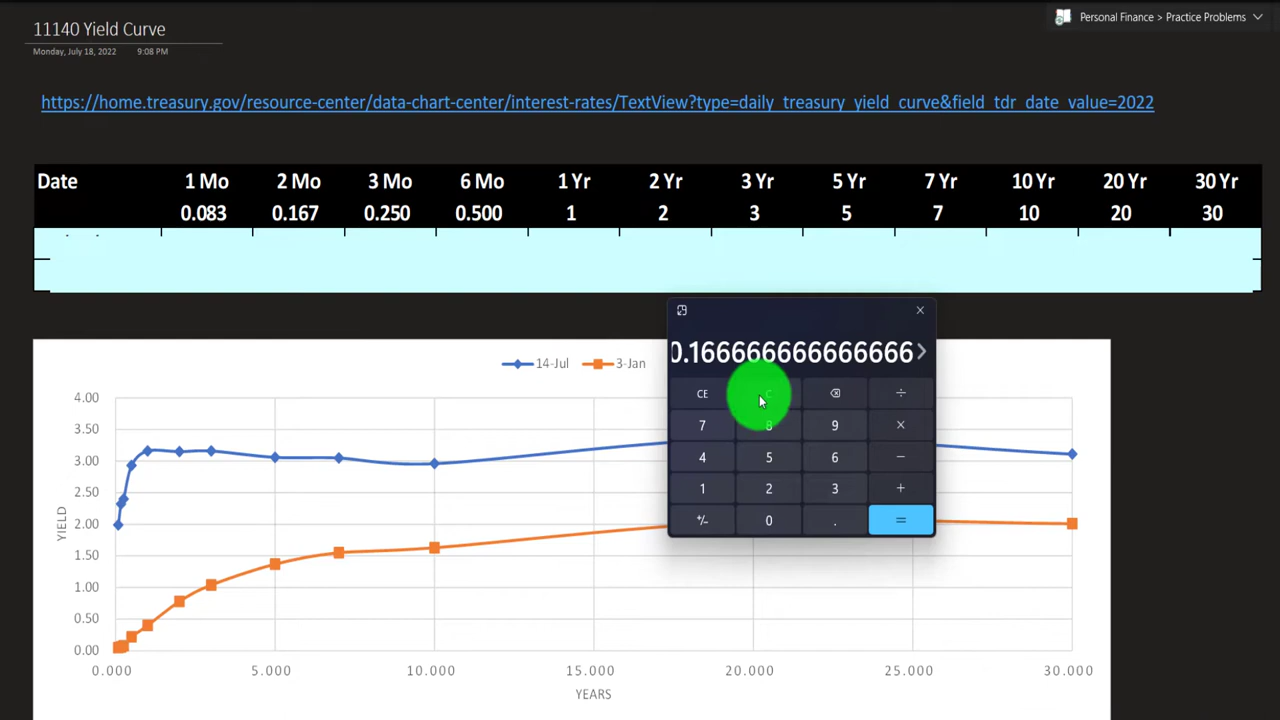 11140 Yield Curve
Personal Finance > Practice Problems
Monday, July 18, 2022 9:08 PM
https://home.treasury.gov/resource-center/data-chart-center/interest-rates/TextView?type=daily_treasury_yield_curve&field_tdr_date_value=2022
Date 1 Mo 2 Mo 3 Mo 6 Mo 1 Yr 2 Yr 3 Yr 5 Yr 7 Yr 10 Yr 20 Yr 30 Yr
0.083 0.167 0.250 0.500 1 2 3 5 7 10 20 30
14-Jul 3-Jan
4.00
3.50
3.00
2.50
2.00
1.50
1.00
0.50
0.00
YIELD
0.000 5.000 10.000 15.000 20.000 25.000 30.000
YEARS
0.1666666666666666
CE C ÷
7 8 9 ×
4 5 6 −
1 2 3 +
+/- 0 . =